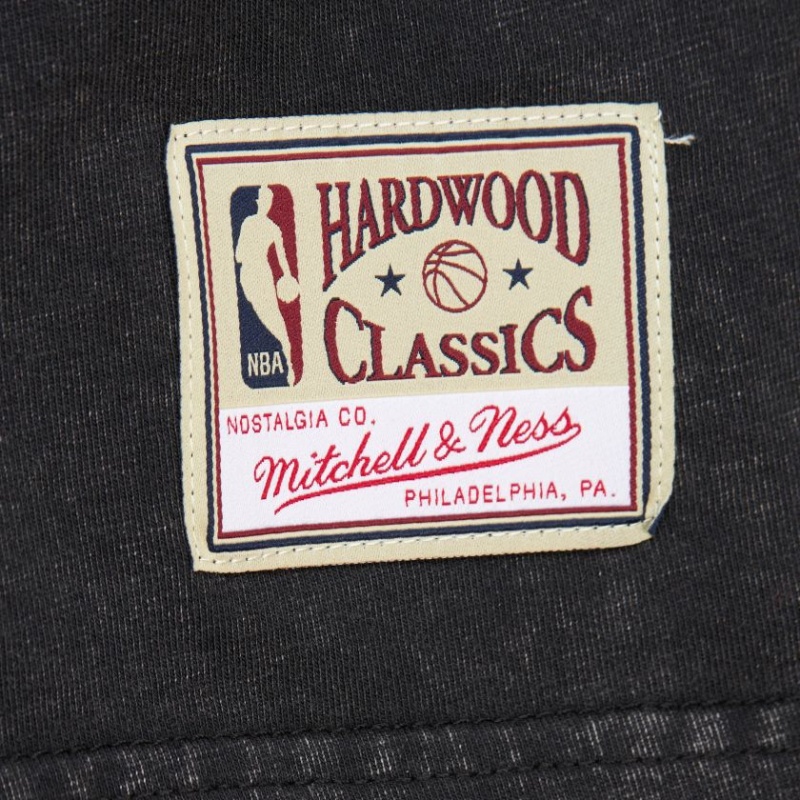 HARDWOOD
CLASSICS
NBA
NOSTALGIA CO.
Mitchell & Ness
PHILADELPHIA, PA.